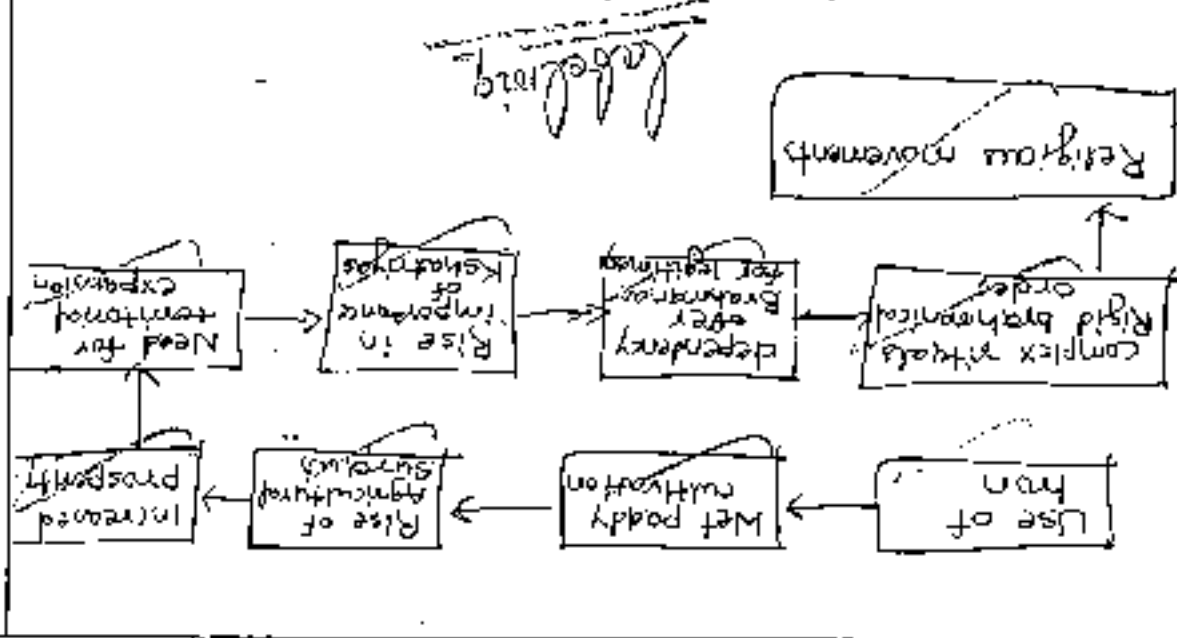 Use of
Iron
Wet paddy
cultivation
Rise of
Agricultural
Surplus
Increased
prosperity
Need for
territorial
expansion
Rise in
importance
of
Kshatriyas
dependency
over
Brahmanas
for legitimacy
complex rituals
Rigid brahmanical
order
Religious movements